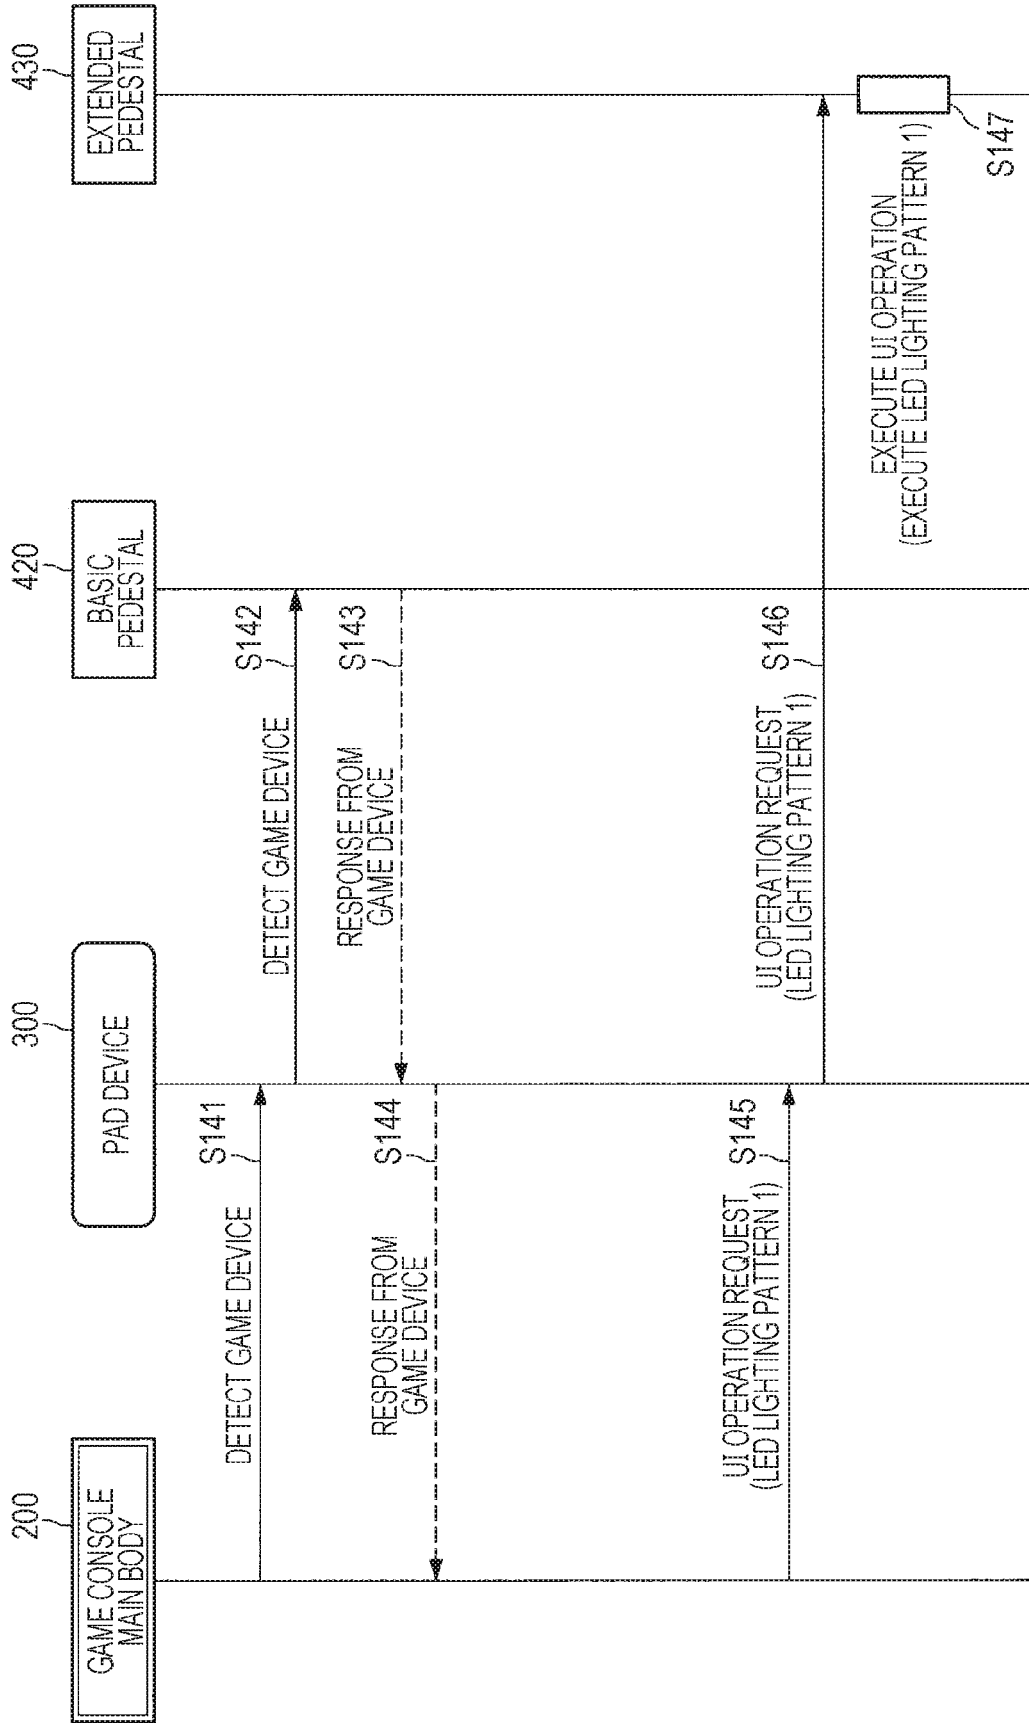 200
GAME CONSOLE
MAIN BODY
300
PAD DEVICE
420
BASIC
PEDESTAL
430
EXTENDED
PEDESTAL
DETECT GAME DEVICE
S141
DETECT GAME DEVICE
S142
RESPONSE FROM
GAME DEVICE
S143
RESPONSE FROM
GAME DEVICE
S144
UI OPERATION REQUEST
(LED LIGHTING PATTERN 1)
S145
UI OPERATION REQUEST
(LED LIGHTING PATTERN 1)
S146
EXECUTE UI OPERATION
(EXECUTE LED LIGHTING PATTERN 1)
S147